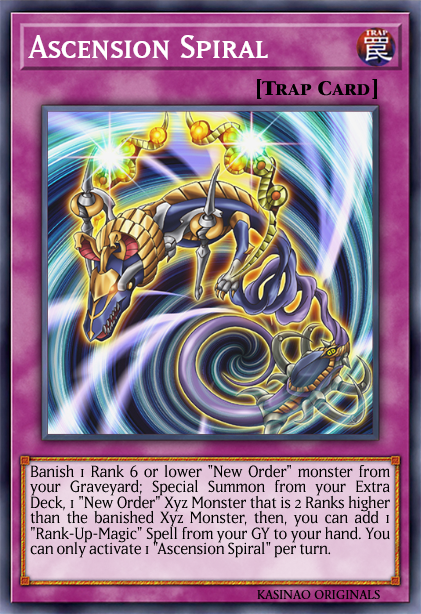 Ascension Spiral
TRAP
罠
[Trap Card]
Banish 1 Rank 6 or lower "New Order" monster from
your Graveyard; Special Summon from your Extra
Deck, 1 "New Order" Xyz Monster that is 2 Ranks higher
than the banished Xyz Monster, then, you can add 1
"Rank-Up-Magic" Spell from your GY to your hand. You
can only activate 1 "Ascension Spiral" per turn.
KASINAO ORIGINALS